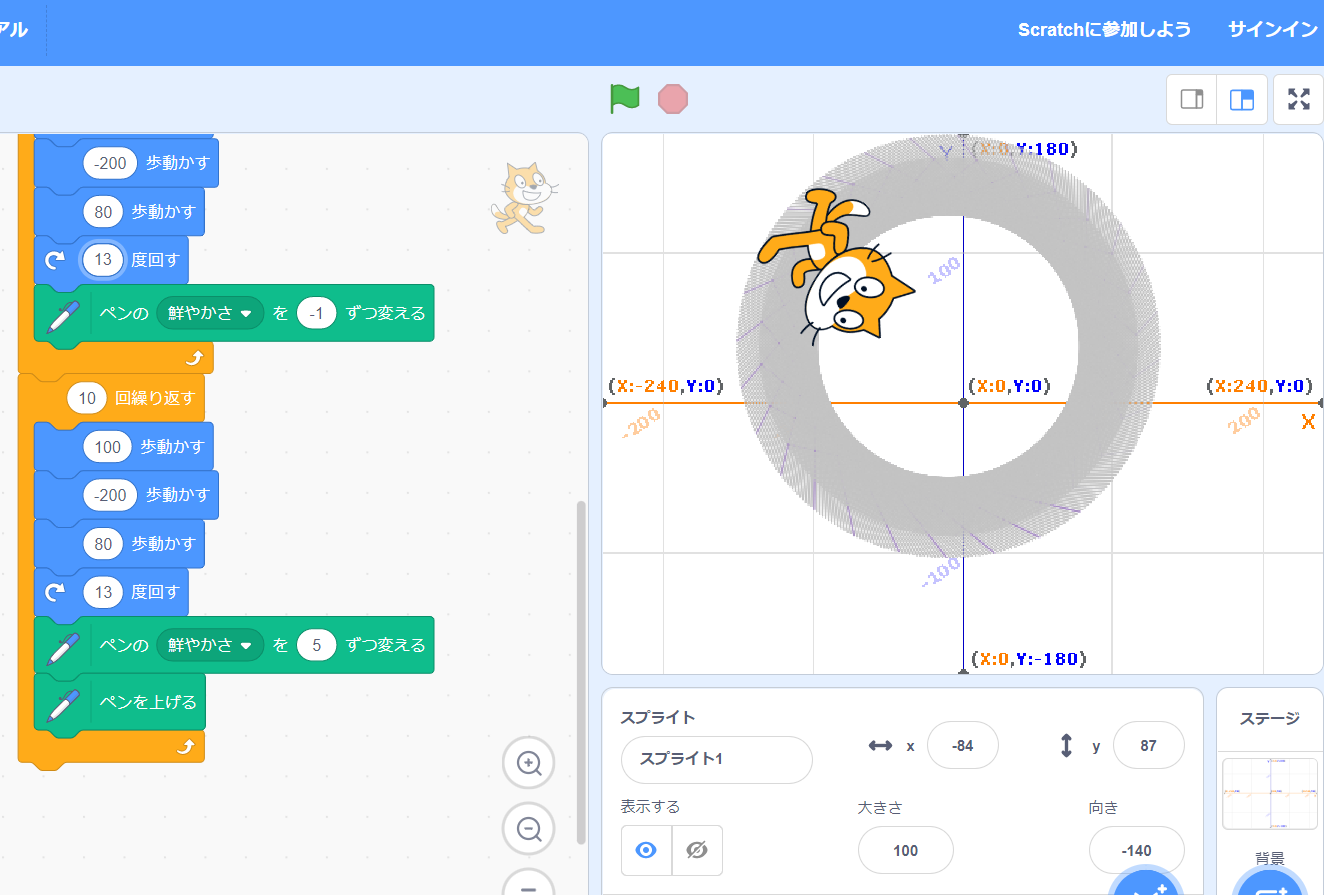 アル
Scratchに参加しよう
サインイン
-200 歩動かす
80 歩動かす
13 度回す
ペンの 鮮やかさ を -1 ずつ変える
10 回繰り返す
100 歩動かす
-200 歩動かす
80 歩動かす
13 度回す
ペンの 鮮やかさ を 5 ずつ変える
ペンを上げる
Y (X:0,Y:180)
100
(X:-240,Y:0) (X:0,Y:0) (X:240,Y:0)
-200 200 X
-100
(X:0,Y:-180)
スプライト
スプライト1
x -84 y 87
表示する 大きさ 向き
100 -140
ステージ
背景